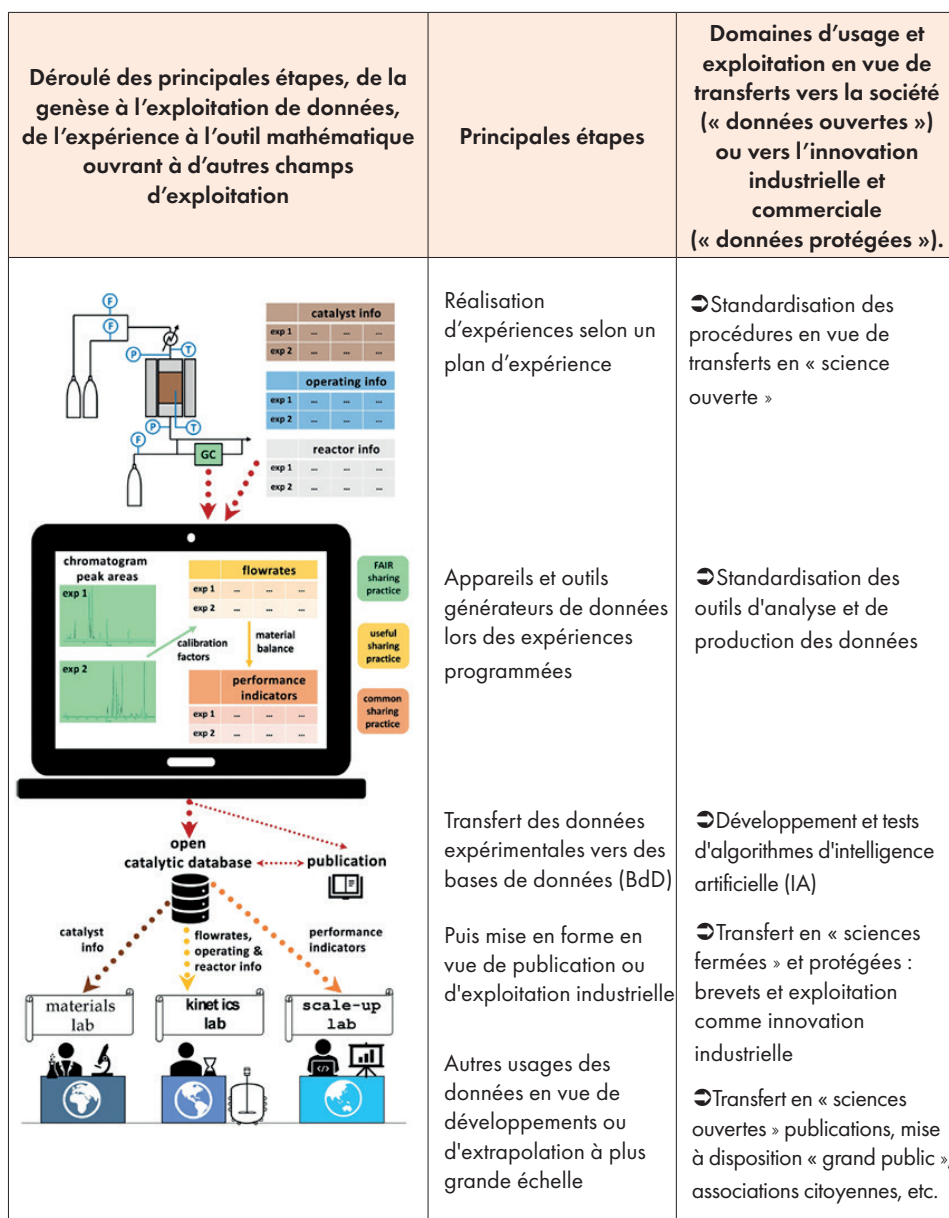 Déroulé des principales étapes, de la
genèse à l'exploitation de données,
de l'expérience à l'outil mathématique
ouvrant à d'autres champs
d'exploitation
Principales étapes
Domaines d'usage et
exploitation en vue de
transferts vers la société
(« données ouvertes »)
ou vers l'innovation
industrielle et
commerciale
(« données protégées »).
F
F
P
T
P
T
F
GC
catalyst info
exp 1 ... ... ...
exp 2 ... ... ...
operating info
exp 1 ... ... ...
exp 2 ... ... ...
reactor info
exp 1 ... ... ...
exp 2 ... ... ...
chromatogram
peak areas
exp 1
exp 2
calibration
factors
flowrates
exp 1 ... ... ...
exp 2 ... ... ...
material
balance
performance
indicators
exp 1 ... ... ...
exp 2 ... ... ...
FAIR
sharing
practice
useful
sharing
practice
common
sharing
practice
open
catalytic database
publication
catalyst
info
flowrates,
operating &
reactor info
performance
indicators
materials
lab
kinetics
lab
scale-up
lab
</>
Réalisation
d'expériences selon un
plan d'expérience
➲Standardisation des
procédures en vue de
transferts en « science
ouverte »
Appareils et outils
générateurs de données
lors des expériences
programmées
➲Standardisation des
outils d'analyse et de
production des données
Transfert des données
expérimentales vers des
bases de données (BdD)
Puis mise en forme en
vue de publication ou
d'exploitation industrielle
Autres usages des
données en vue de
développements ou
d'extrapolation à plus
grande échelle
➲Développement et tests
d'algorithmes d'intelligence
artificielle (IA)
➲Transfert en « sciences
fermées » et protégées :
brevets et exploitation
comme innovation
industrielle
➲Transfert en « sciences
ouvertes » publications, mise
à disposition « grand public »,
associations citoyennes, etc.